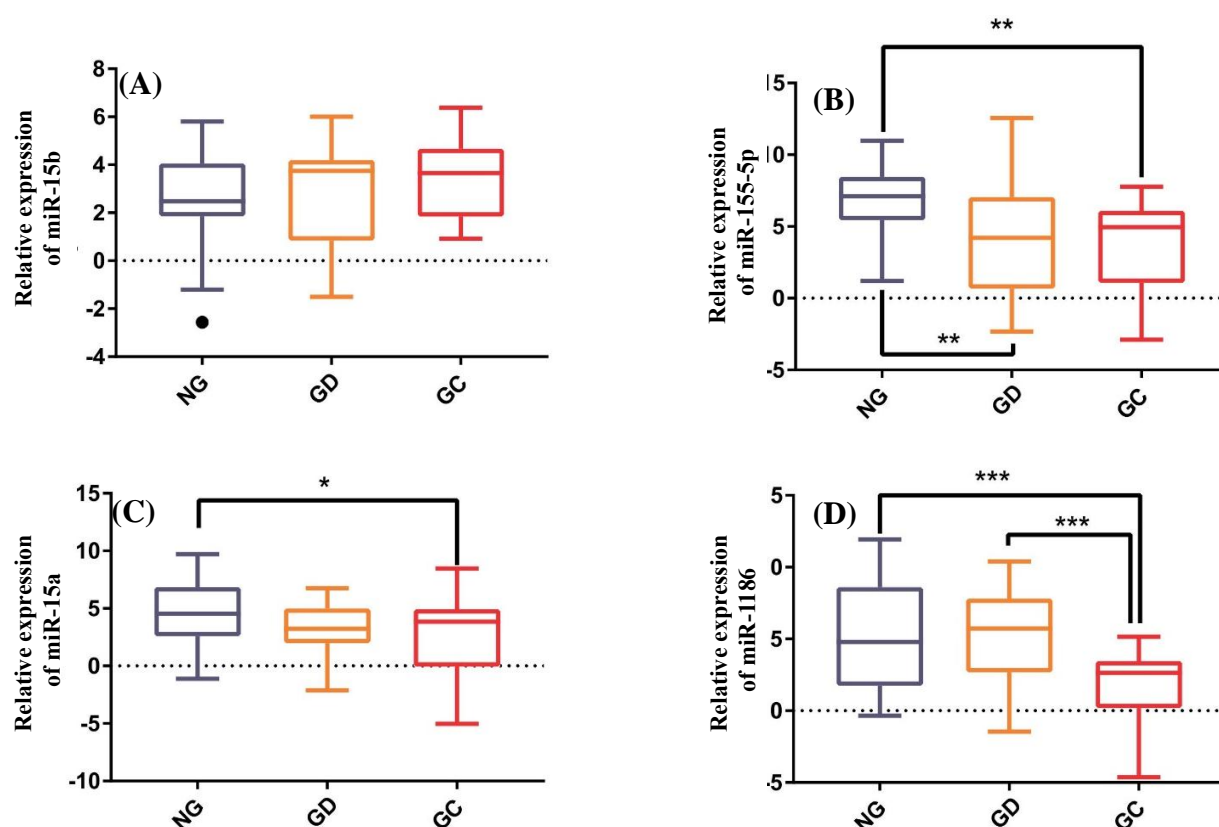 (A)
Relative expression
of miR-15b
8
6
4
2
0
-2
-4
NG
GD
GC
**
(B)
Relative expression
of miR-155-5p
15
10
5
0
-5
**
NG
GD
GC
*
(C)
Relative expression
of miR-15a
15
10
5
0
-5
-10
NG
GD
GC
***
***
(D)
Relative expression
of miR-1186
15
0
5
0
-5
NG
GD
GC